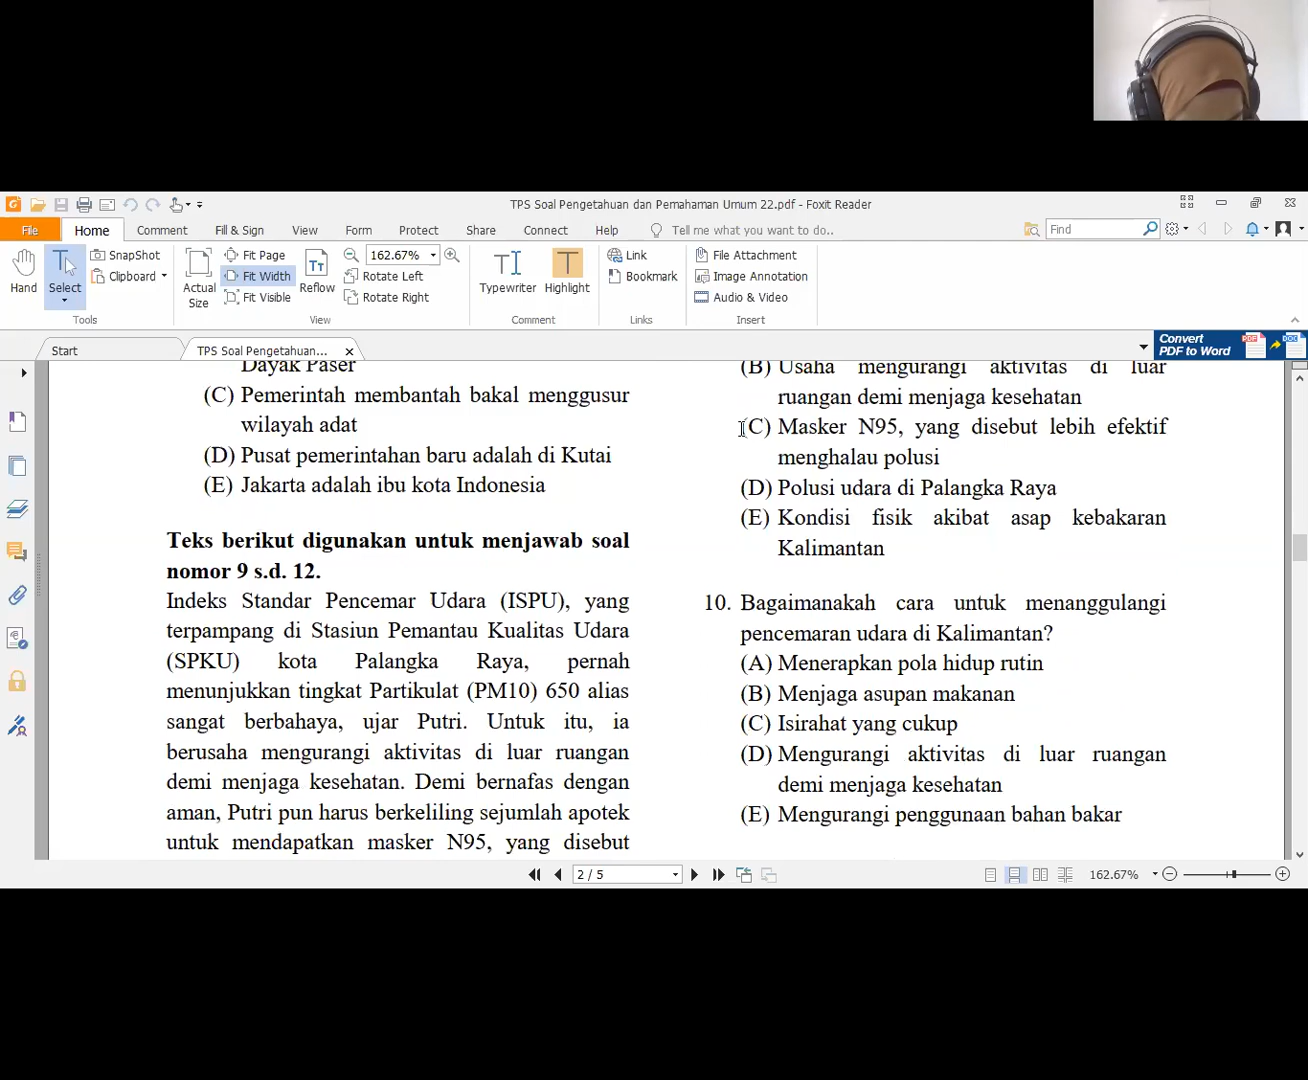 TPS Soal Pengetahuan dan Pemahaman Umum 22.pdf - Foxit Reader
File Home Comment Fill & Sign View Form Protect Share Connect Help Tell me what you want to do.. Find
Hand
Select
SnapShot
Clipboard
Tools
Actual Size
Fit Page
Fit Width
Fit Visible
Reflow
162.67%
Rotate Left
Rotate Right
View
Typewriter
Highlight
Comment
Link
Bookmark
Links
File Attachment
Image Annotation
Audio & Video
Insert
Start
TPS Soal Pengetahuan...
Convert
PDF to Word
Dayak Paser
(C) Pemerintah membantah bakal menggusur
wilayah adat
(D) Pusat pemerintahan baru adalah di Kutai
(E) Jakarta adalah ibu kota Indonesia
Teks berikut digunakan untuk menjawab soal
nomor 9 s.d. 12.
Indeks Standar Pencemar Udara (ISPU), yang
terpampang di Stasiun Pemantau Kualitas Udara
(SPKU) kota Palangka Raya, pernah
menunjukkan tingkat Partikulat (PM10) 650 alias
sangat berbahaya, ujar Putri. Untuk itu, ia
berusaha mengurangi aktivitas di luar ruangan
demi menjaga kesehatan. Demi bernafas dengan
aman, Putri pun harus berkeliling sejumlah apotek
untuk mendapatkan masker N95, yang disebut
(B) Usaha mengurangi aktivitas di luar
ruangan demi menjaga kesehatan
(C) Masker N95, yang disebut lebih efektif
menghalau polusi
(D) Polusi udara di Palangka Raya
(E) Kondisi fisik akibat asap kebakaran
Kalimantan
10. Bagaimanakah cara untuk menanggulangi
pencemaran udara di Kalimantan?
(A) Menerapkan pola hidup rutin
(B) Menjaga asupan makanan
(C) Isirahat yang cukup
(D) Mengurangi aktivitas di luar ruangan
demi menjaga kesehatan
(E) Mengurangi penggunaan bahan bakar
2 / 5
162.67%